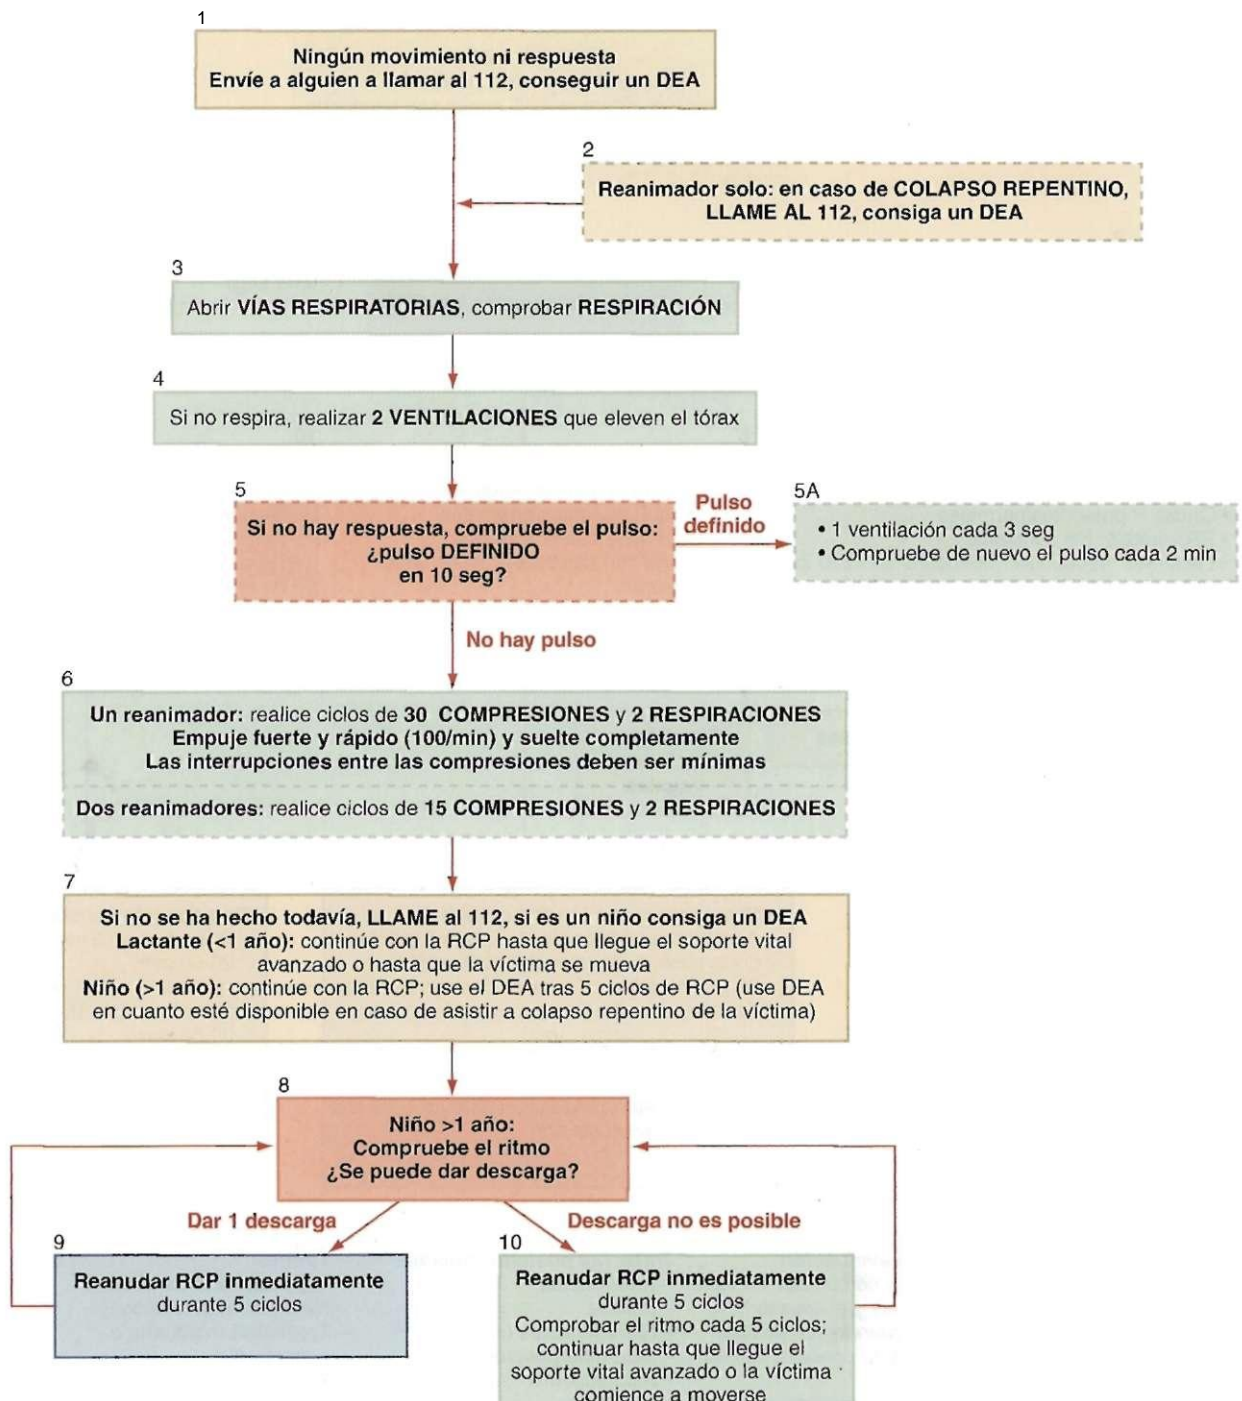 1
Ningún movimiento ni respuesta
Envíe a alguien a llamar al 112, conseguir un DEA
2
Reanimador solo: en caso de COLAPSO REPENTINO,
LLAME AL 112, consiga un DEA
3
Abrir VÍAS RESPIRATORIAS, comprobar RESPIRACIÓN
4
Si no respira, realizar 2 VENTILACIONES que eleven el tórax
5
Si no hay respuesta, compruebe el pulso:
¿pulso DEFINIDO
en 10 seg?
Pulso
definido
5A
• 1 ventilación cada 3 seg
• Compruebe de nuevo el pulso cada 2 min
No hay pulso
6
Un reanimador: realice ciclos de 30 COMPRESIONES y 2 RESPIRACIONES
Empuje fuerte y rápido (100/min) y suelte completamente
Las interrupciones entre las compresiones deben ser mínimas
Dos reanimadores: realice ciclos de 15 COMPRESIONES y 2 RESPIRACIONES
7
Si no se ha hecho todavía, LLAME al 112, si es un niño consiga un DEA
Lactante (<1 año): continúe con la RCP hasta que llegue el soporte vital
avanzado o hasta que la víctima se mueva
Niño (>1 año): continúe con la RCP; use el DEA tras 5 ciclos de RCP (use DEA
en cuanto esté disponible en caso de asistir a colapso repentino de la víctima)
8
Niño >1 año:
Compruebe el ritmo
¿Se puede dar descarga?
Dar 1 descarga
Descarga no es posible
9
Reanudar RCP inmediatamente
durante 5 ciclos
10
Reanudar RCP inmediatamente
durante 5 ciclos
Comprobar el ritmo cada 5 ciclos;
continuar hasta que llegue el
soporte vital avanzado o la víctima
comience a moverse